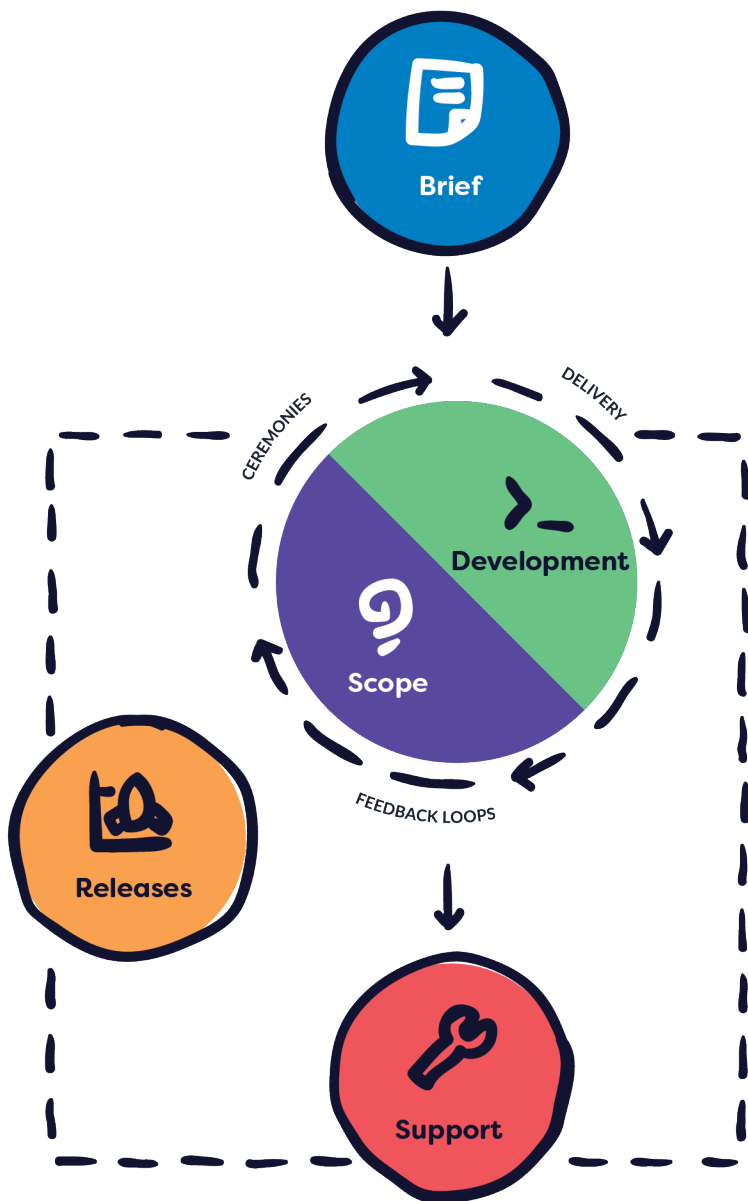 Brief
CEREMONIES
DELIVERY
Development
Scope
FEEDBACK LOOPS
Releases
Support